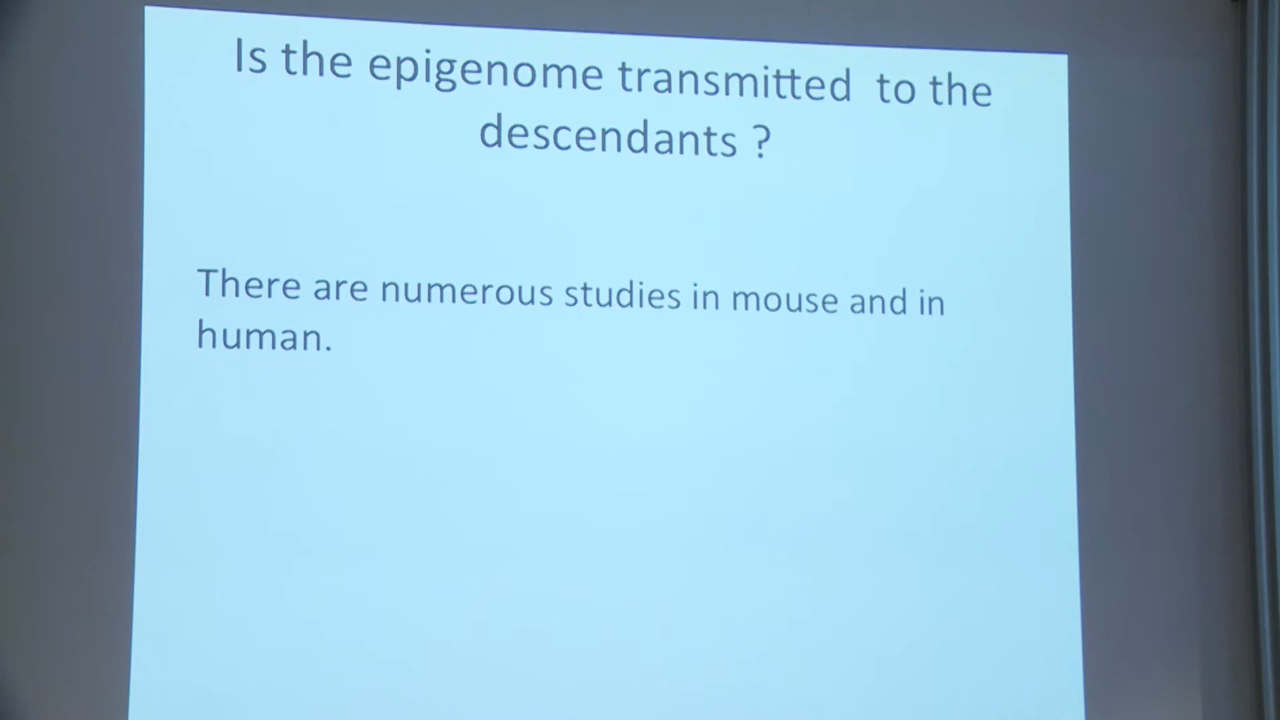 Is the epigenome transmitted to the
descendants ?
There are numerous studies in mouse and in
human.